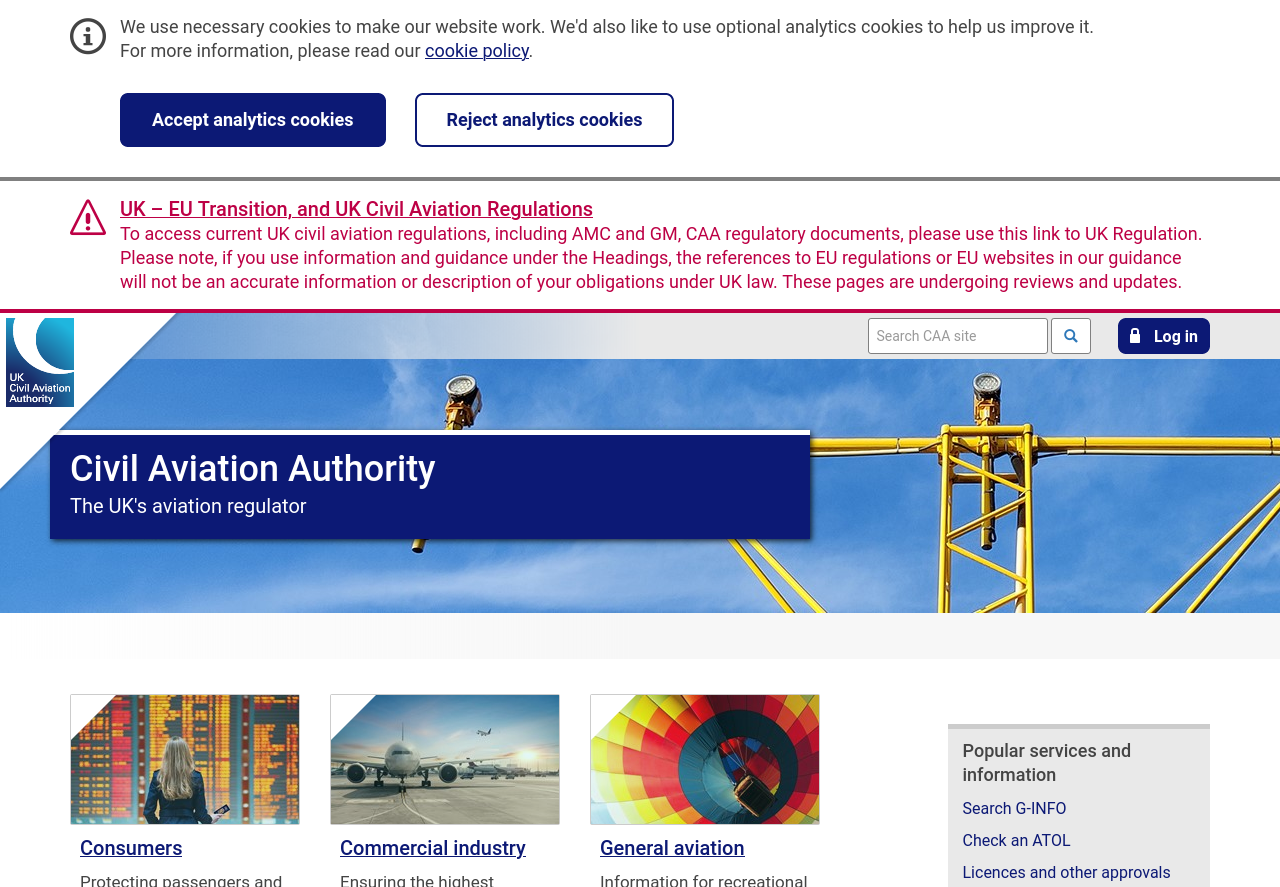 We use necessary cookies to make our website work. We'd also like to use optional analytics cookies to help us improve it.
For more information, please read our cookie policy.
Accept analytics cookies
Reject analytics cookies
UK – EU Transition, and UK Civil Aviation Regulations
To access current UK civil aviation regulations, including AMC and GM, CAA regulatory documents, please use this link to UK Regulation.
Please note, if you use information and guidance under the Headings, the references to EU regulations or EU websites in our guidance
will not be an accurate information or description of your obligations under UK law. These pages are undergoing reviews and updates.
UK
Civil Aviation
Authority
Search CAA site
Log in
Civil Aviation Authority
The UK's aviation regulator
Consumers
Protecting passengers and
Commercial industry
Ensuring the highest
General aviation
Information for recreational
Popular services and
information
Search G-INFO
Check an ATOL
Licences and other approvals